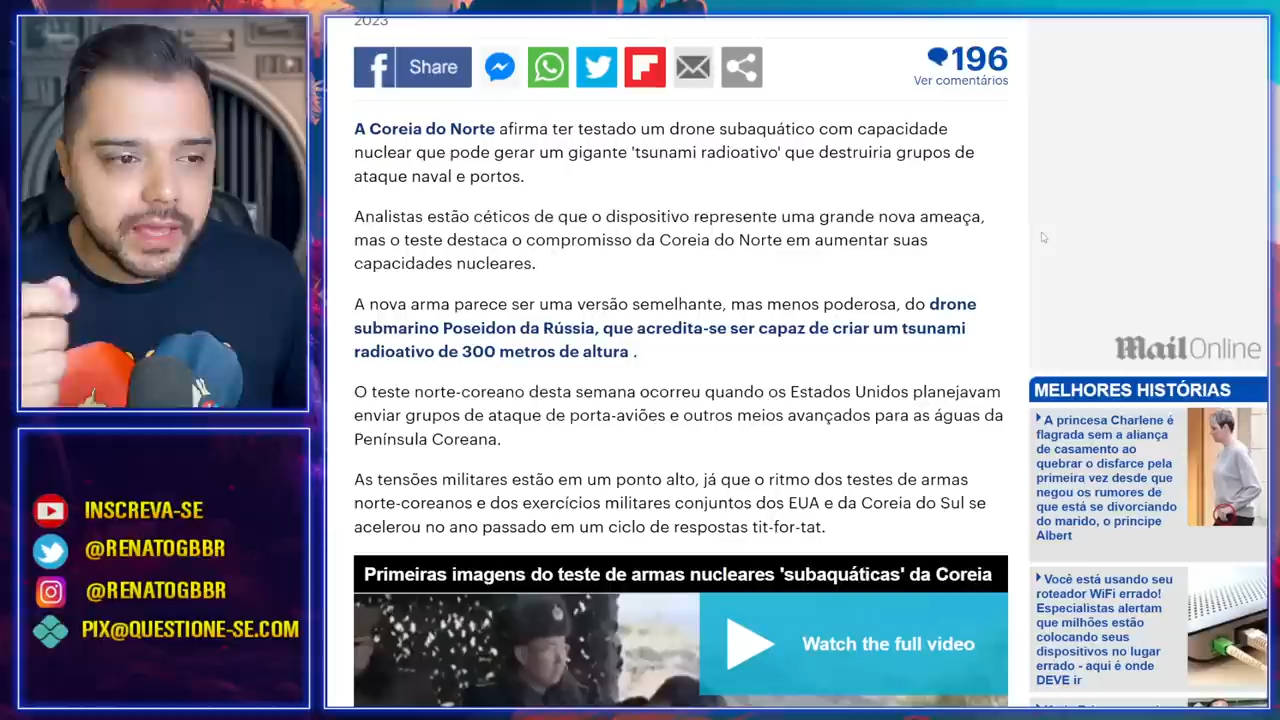 2023
Share
196
Ver comentários
A Coreia do Norte afirma ter testado um drone subaquático com capacidade
nuclear que pode gerar um gigante 'tsunami radioativo' que destruiria grupos de
ataque naval e portos.
Analistas estão céticos de que o dispositivo represente uma grande nova ameaça,
mas o teste destaca o compromisso da Coreia do Norte em aumentar suas
capacidades nucleares.
A nova arma parece ser uma versão semelhante, mas menos poderosa, do drone
submarino Poseidon da Rússia, que acredita-se ser capaz de criar um tsunami
radioativo de 300 metros de altura .
O teste norte-coreano desta semana ocorreu quando os Estados Unidos planejavam
enviar grupos de ataque de porta-aviões e outros meios avançados para as águas da
Península Coreana.
As tensões militares estão em um ponto alto, já que o ritmo dos testes de armas
norte-coreanos e dos exercícios militares conjuntos dos EUA e da Coreia do Sul se
acelerou no ano passado em um ciclo de respostas tit-for-tat.
Primeiras imagens do teste de armas nucleares 'subaquáticas' da Coreia
Watch the full video
MailOnline
MELHORES HISTÓRIAS
A princesa Charlene é
flagrada sem a aliança
de casamento ao
quebrar o disfarce pela
primeira vez desde que
negou os rumores de
que está se divorciando
do marido, o príncipe
Albert
Você está usando seu
roteador WiFi errado!
Especialistas alertam
que milhões estão
colocando seus
dispositivos no lugar
errado - aqui é onde
DEVE ir
INSCREVA-SE
@RENATOGBBR
@RENATOGBBR
PIX@QUESTIONE-SE.COM